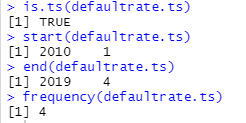 > is.ts(defaultrate.ts)
[1] TRUE
> start(defaultrate.ts)
[1] 2010    1
> end(defaultrate.ts)
[1] 2019    4
> frequency(defaultrate.ts)
[1] 4